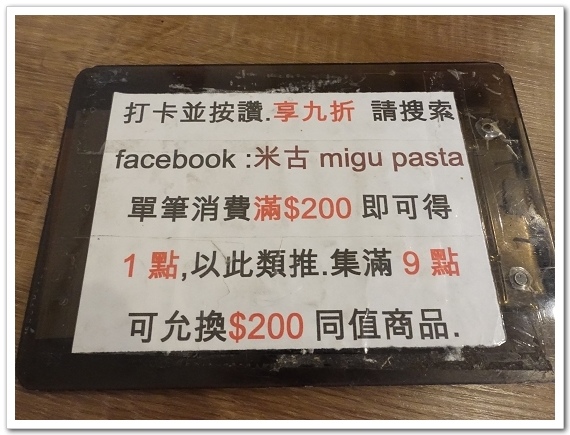 打卡並按讚.享九折 請搜索
facebook :米古 migu pasta
單筆消費滿$200 即可得
1 點,以此類推.集滿 9 點
可允換$200 同值商品.